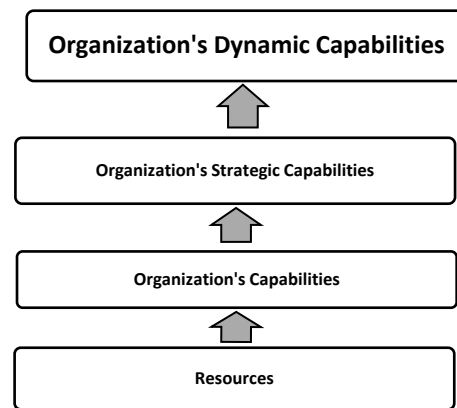 Organization's Dynamic Capabilities
Organization's Strategic Capabilities
Organization's Capabilities
Resources